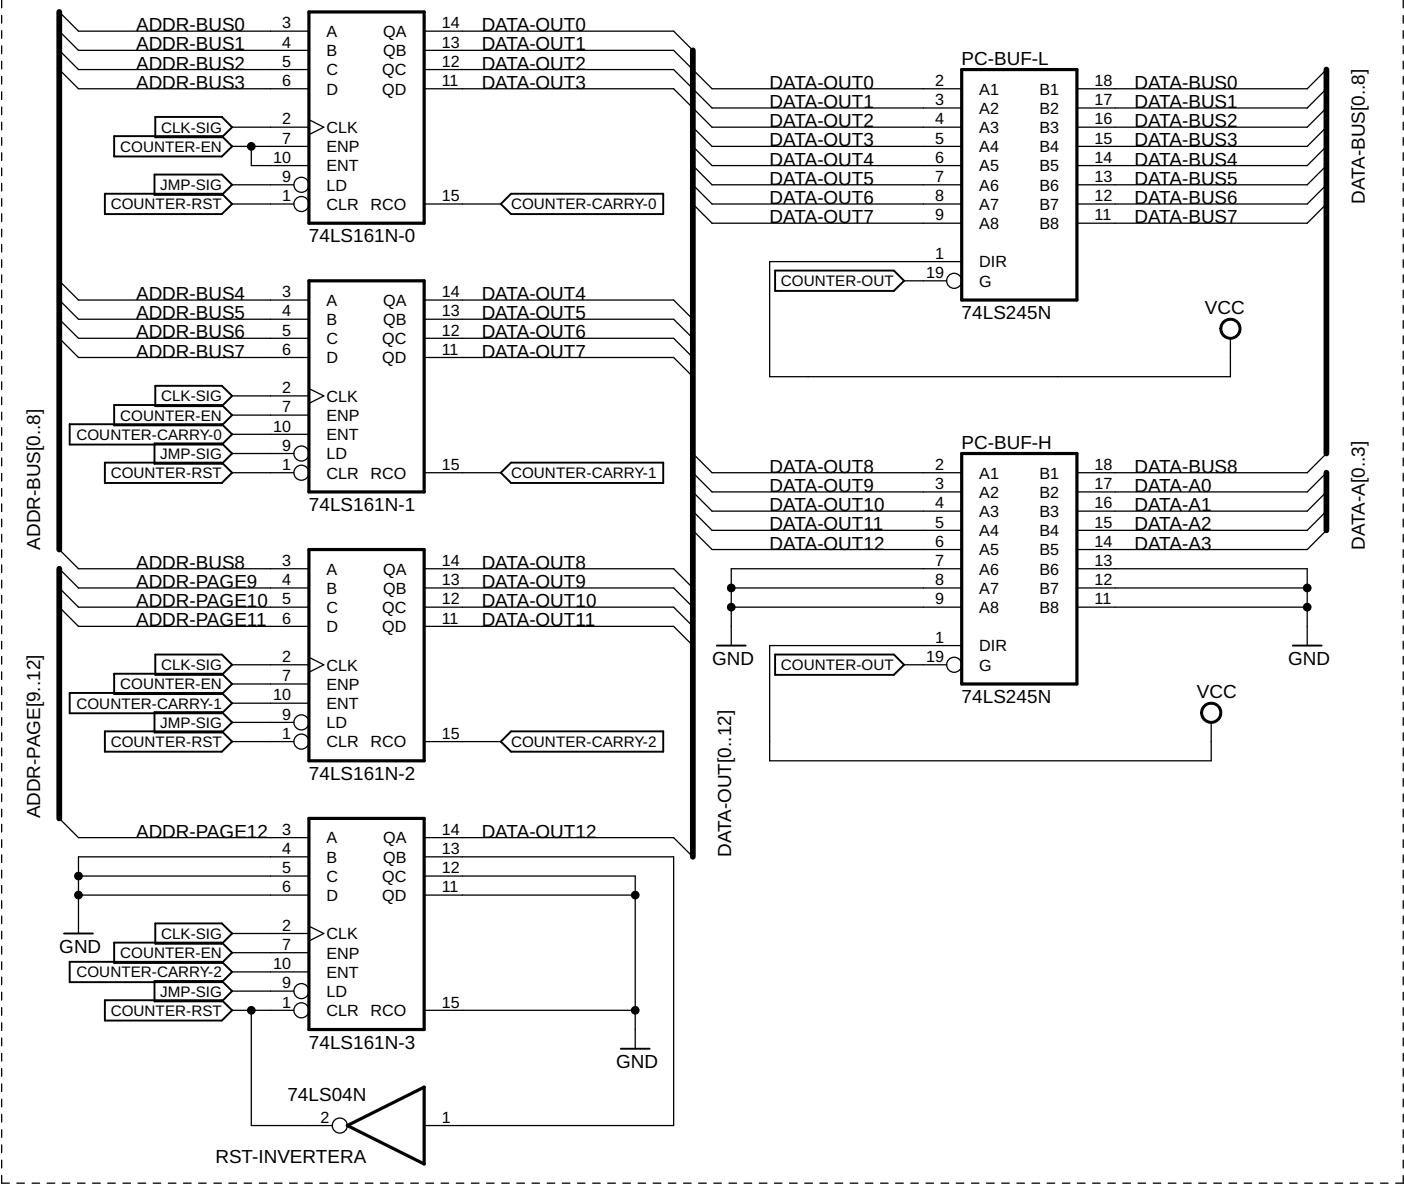 ADDR-BUS0 3 A QA 14 DATA-OUT0
ADDR-BUS1 4 B QB 13 DATA-OUT1
ADDR-BUS2 5 C QC 12 DATA-OUT2
ADDR-BUS3 6 D QD 11 DATA-OUT3
CLK-SIG 2 CLK
COUNTER-EN 7 ENP
10 ENT
JMP-SIG 9 LD
COUNTER-RST 1 CLR RCO 15 COUNTER-CARRY-0
74LS161N-0
ADDR-BUS4 3 A QA 14 DATA-OUT4
ADDR-BUS5 4 B QB 13 DATA-OUT5
ADDR-BUS6 5 C QC 12 DATA-OUT6
ADDR-BUS7 6 D QD 11 DATA-OUT7
CLK-SIG 2 CLK
COUNTER-EN 7 ENP
COUNTER-CARRY-0 10 ENT
JMP-SIG 9 LD
COUNTER-RST 1 CLR RCO 15 COUNTER-CARRY-1
74LS161N-1
ADDR-BUS[0..8]
ADDR-BUS8 3 A QA 14 DATA-OUT8
ADDR-PAGE9 4 B QB 13 DATA-OUT9
ADDR-PAGE10 5 C QC 12 DATA-OUT10
ADDR-PAGE11 6 D QD 11 DATA-OUT11
CLK-SIG 2 CLK
COUNTER-EN 7 ENP
COUNTER-CARRY-1 10 ENT
JMP-SIG 9 LD
COUNTER-RST 1 CLR RCO 15 COUNTER-CARRY-2
74LS161N-2
ADDR-PAGE[9..12]
ADDR-PAGE12 3 A QA 14 DATA-OUT12
4 B QB 13
5 C QC 12
6 D QD 11
GND
CLK-SIG 2 CLK
COUNTER-EN 7 ENP
COUNTER-CARRY-2 10 ENT
JMP-SIG 9 LD
COUNTER-RST 1 CLR RCO 15
74LS161N-3
GND
74LS04N
2 1
RST-INVERTERA
DATA-OUT[0..12]
PC-BUF-L
DATA-OUT0 2 A1 B1 18 DATA-BUS0
DATA-OUT1 3 A2 B2 17 DATA-BUS1
DATA-OUT2 4 A3 B3 16 DATA-BUS2
DATA-OUT3 5 A4 B4 15 DATA-BUS3
DATA-OUT4 6 A5 B5 14 DATA-BUS4
DATA-OUT5 7 A6 B6 13 DATA-BUS5
DATA-OUT6 8 A7 B7 12 DATA-BUS6
DATA-OUT7 9 A8 B8 11 DATA-BUS7
1 DIR
COUNTER-OUT 19 G
74LS245N
VCC
DATA-BUS[0..8]
PC-BUF-H
DATA-OUT8 2 A1 B1 18 DATA-BUS8
DATA-OUT9 3 A2 B2 17 DATA-A0
DATA-OUT10 4 A3 B3 16 DATA-A1
DATA-OUT11 5 A4 B4 15 DATA-A2
DATA-OUT12 6 A5 B5 14 DATA-A3
7 A6 B6 13
8 A7 B7 12
9 A8 B8 11
GND
1 DIR
GND
COUNTER-OUT 19 G
74LS245N
VCC
DATA-A[0..3]